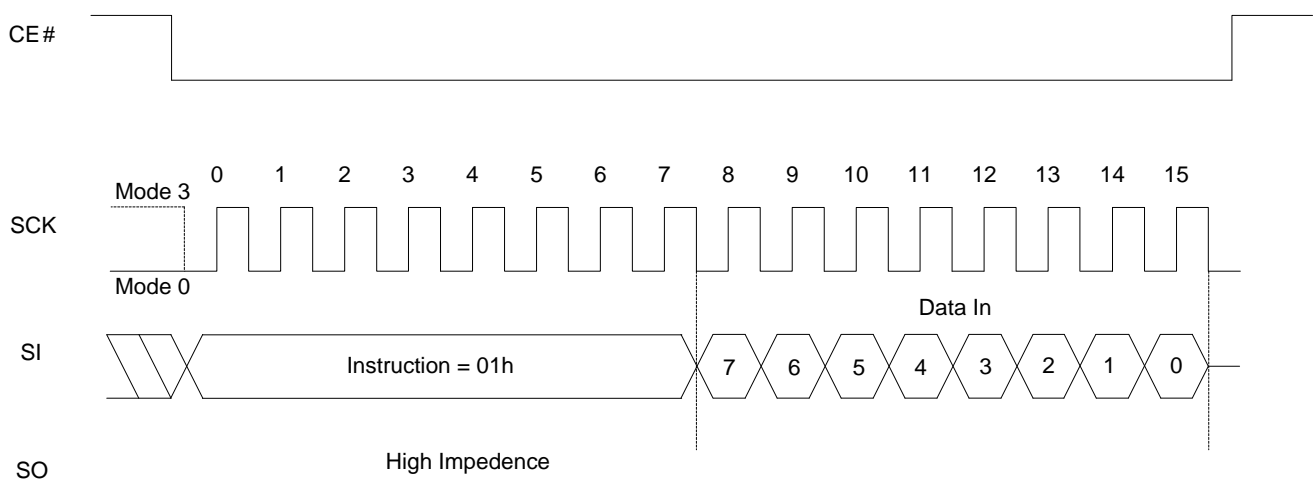 CE#
0 1 2 3 4 5 6 7 8 9 10 11 12 13 14 15
Mode 3
SCK
Mode 0
Data In
SI
Instruction = 01h
7 6 5 4 3 2 1 0
High Impedence
SO